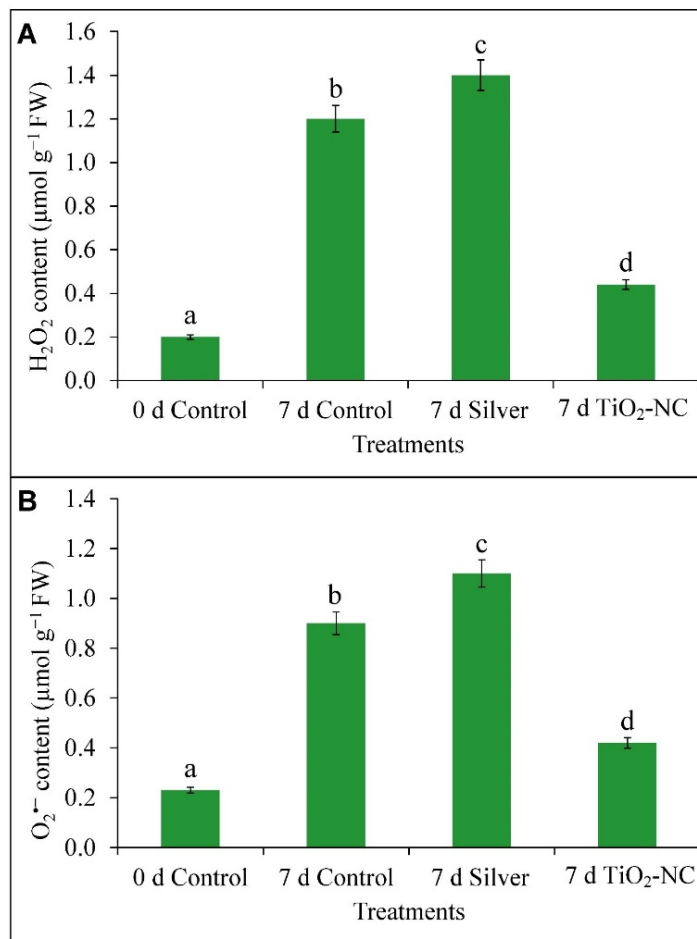 A
H₂O₂ content (µmol g⁻¹ FW)
1.6
1.4
1.2
1.0
0.8
0.6
0.4
0.2
0.0
a
b
c
d
0 d Control 7 d Control 7 d Silver 7 d TiO₂-NC
Treatments
B
O₂•⁻ content (µmol g⁻¹ FW)
1.4
1.2
1.0
0.8
0.6
0.4
0.2
0.0
a
b
c
d
0 d Control 7 d Control 7 d Silver 7 d TiO₂-NC
Treatments